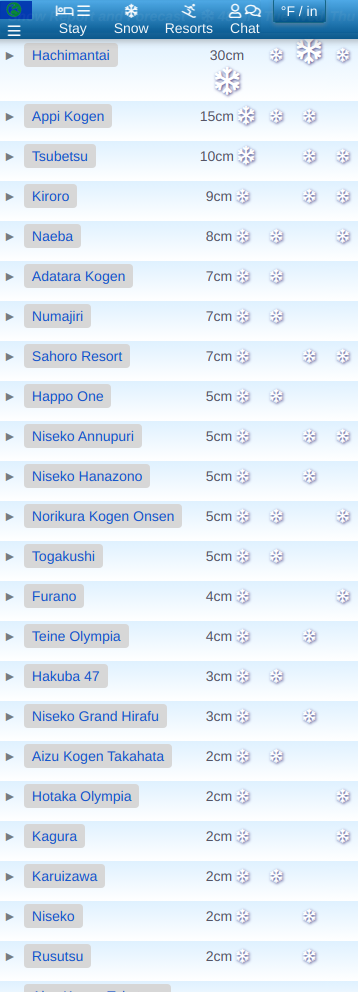 Stay Snow Resorts Chat °F / in
Hachimantai 30cm
Appi Kogen 15cm
Tsubetsu 10cm
Kiroro 9cm
Naeba 8cm
Adatara Kogen 7cm
Numajiri 7cm
Sahoro Resort 7cm
Happo One 5cm
Niseko Annupuri 5cm
Niseko Hanazono 5cm
Norikura Kogen Onsen 5cm
Togakushi 5cm
Furano 4cm
Teine Olympia 4cm
Hakuba 47 3cm
Niseko Grand Hirafu 3cm
Aizu Kogen Takahata 2cm
Hotaka Olympia 2cm
Kagura 2cm
Karuizawa 2cm
Niseko 2cm
Rusutsu 2cm